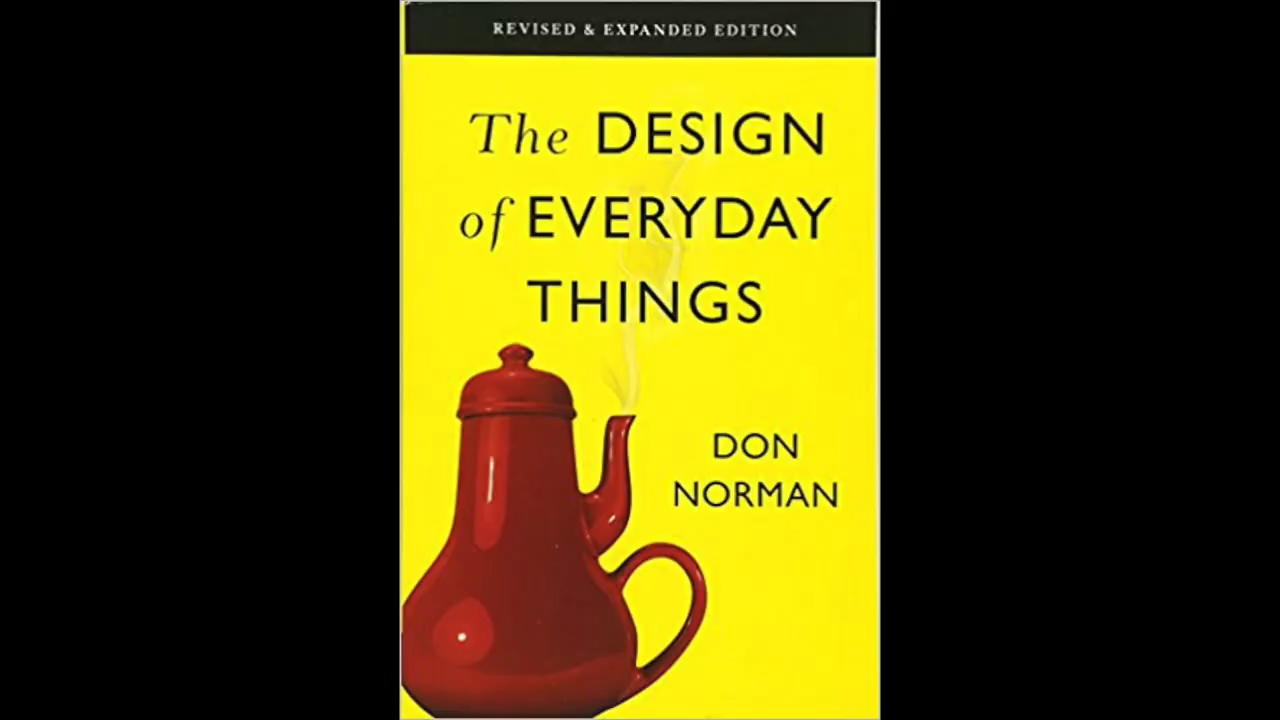 REVISED & EXPANDED EDITION
The DESIGN
of EVERYDAY
THINGS
DON
NORMAN